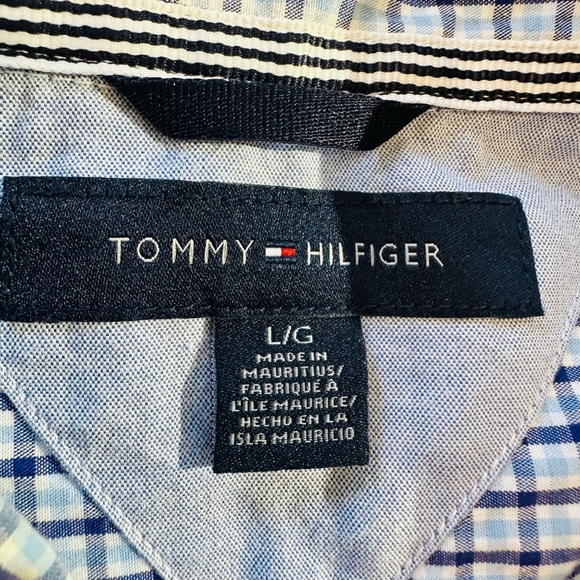 TOMMY HILFIGER
L/G
MADE IN
MAURITIUS/
FABRIQUÉ À
L'ÎLE MAURICE/
HECHO EN LA
ISLA MAURICIO